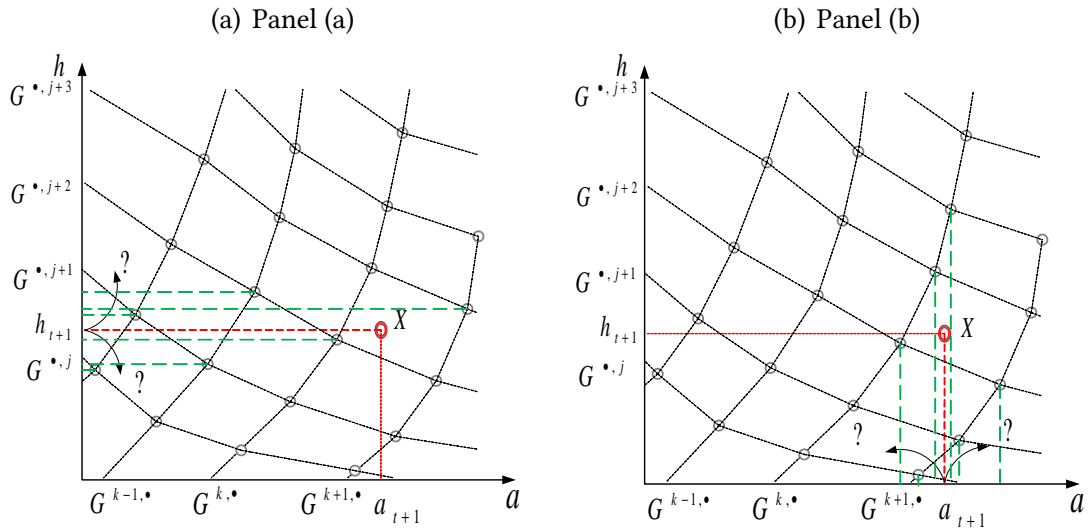 (a) Panel (a)
h
G •, j+3
G •, j+2
G •, j+1
?
h t+1
X
G •, j
?
G k−1, •
G k, •
G k+1, •
a t+1
a
(b) Panel (b)
h
G •, j+3
G •, j+2
G •, j+1
h t+1
X
G •, j
?
?
G k−1, •
G k, •
G k+1, •
a t+1
a